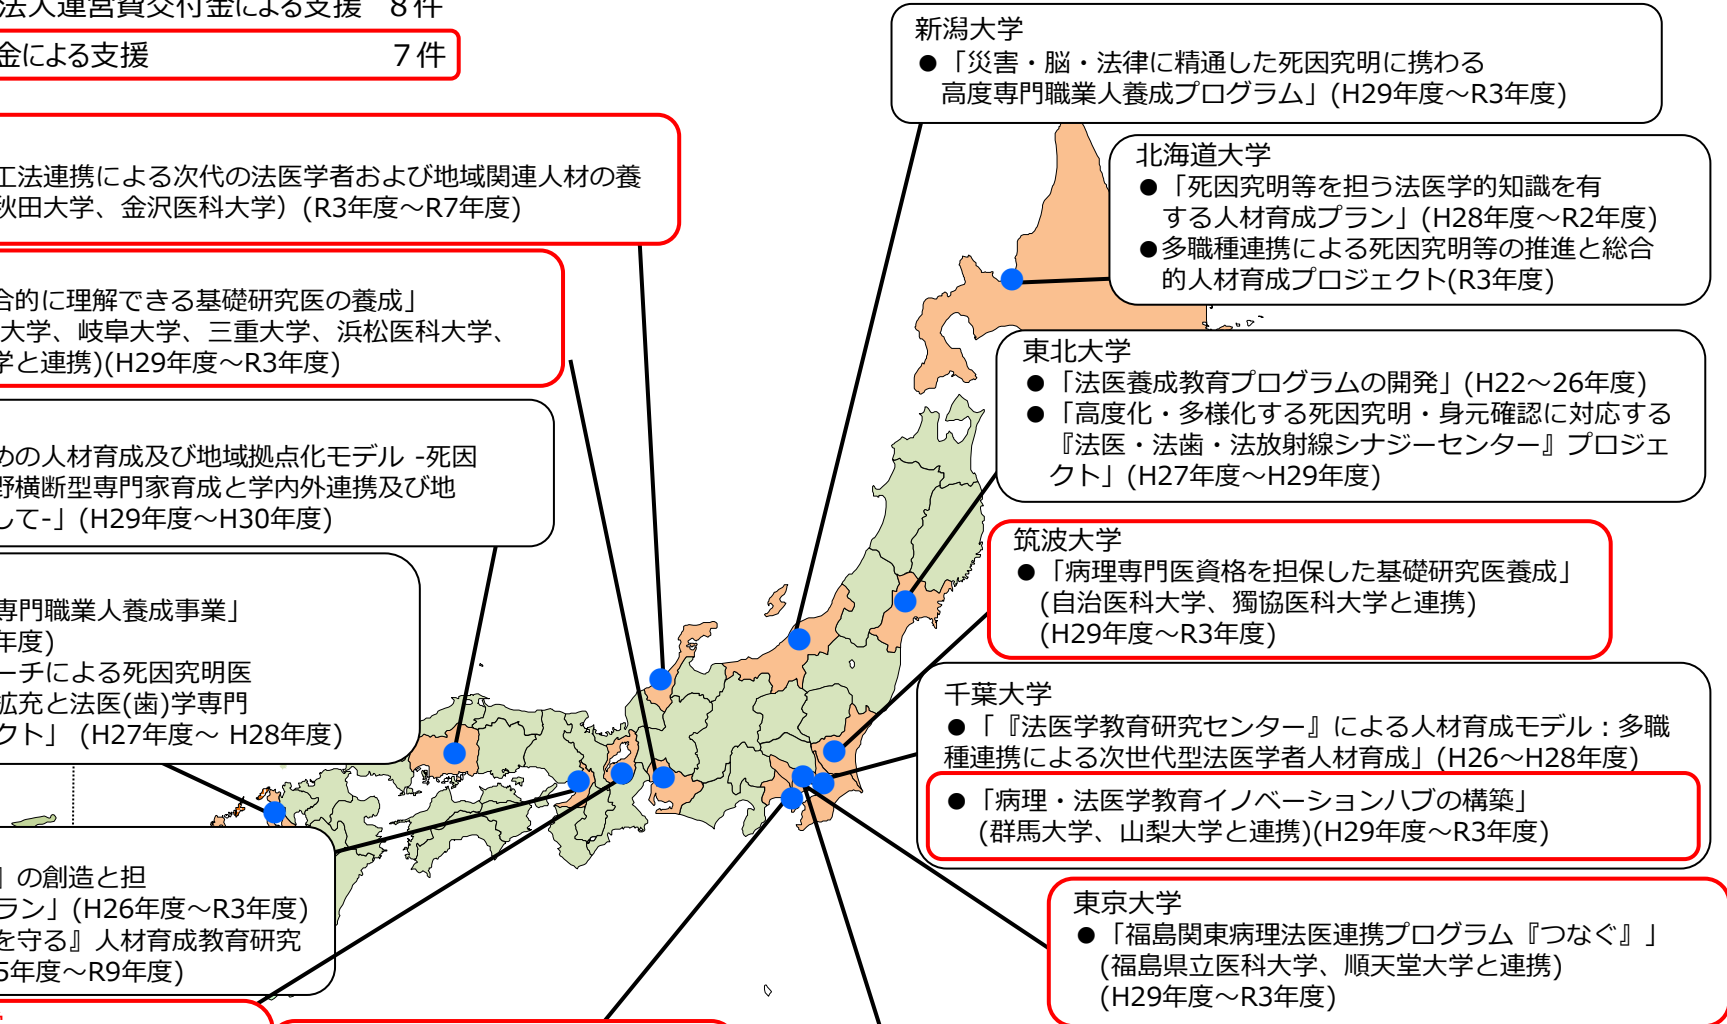 法人運営費交付金による支援 8件
金による支援 7件
新潟大学
●「災害・脳・法律に精通した死因究明に携わる
高度専門職業人養成プログラム」(H29年度～R3年度)
北海道大学
●「死因究明等を担う法医学的知識を有
する人材育成プラン」(H28年度～R2年度)
●多職種連携による死因究明等の推進と総合
的人材育成プロジェクト(R3年度)
工法連携による次代の法医学者および地域関連人材の養
秋田大学、金沢医科大学）(R3年度～R7年度)
合的に理解できる基礎研究医の養成」
大学、岐阜大学、三重大学、浜松医科大学、
学と連携)(H29年度～R3年度)
東北大学
●「法医養成教育プログラムの開発」(H22～26年度)
●「高度化・多様化する死因究明・身元確認に対応する
『法医・法歯・法放射線シナジーセンター』プロジェ
クト」(H27年度～H29年度)
めの人材育成及び地域拠点化モデル -死因
野横断型専門家育成と学内外連携及び地
して-」(H29年度～H30年度)
筑波大学
●「病理専門医資格を担保した基礎研究医養成」
(自治医科大学、獨協医科大学と連携)
(H29年度～R3年度)
専門職業人養成事業」
年度)
ーチによる死因究明医
拡充と法医(歯)学専門
クト」 (H27年度～ H28年度)
千葉大学
●「『法医学教育研究センター』による人材育成モデル：多職
種連携による次世代型法医学者人材育成」(H26～H28年度)
●「病理・法医学教育イノベーションハブの構築」
(群馬大学、山梨大学と連携)(H29年度～R3年度)
」の創造と担
ラン」(H26年度～R3年度)
を守る』人材育成教育研究
5年度～R9年度)
東京大学
●「福島関東病理法医連携プログラム『つなぐ』」
(福島県立医科大学、順天堂大学と連携)
(H29年度～R3年度)